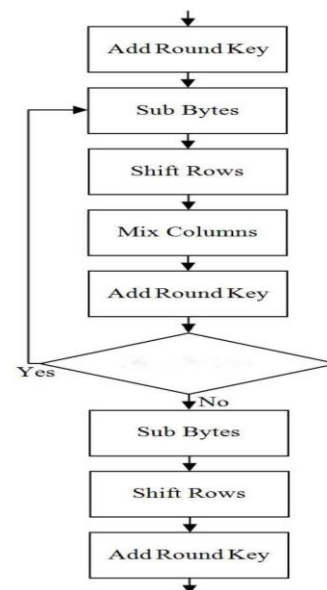 Add Round Key
Sub Bytes
Shift Rows
Mix Columns
Add Round Key
Yes
No
Sub Bytes
Shift Rows
Add Round Key